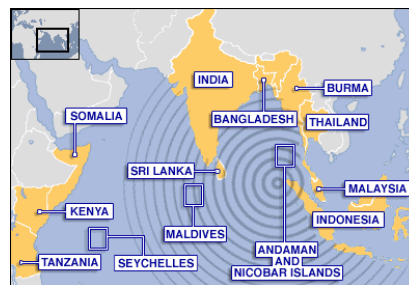 INDIA
BURMA
SOMALIA
BANGLADESH
THAILAND
SRI LANKA
MALAYSIA
KENYA
MALDIVES
INDONESIA
TANZANIA
SEYCHELLES
ANDAMAN
AND
NICOBAR ISLANDS